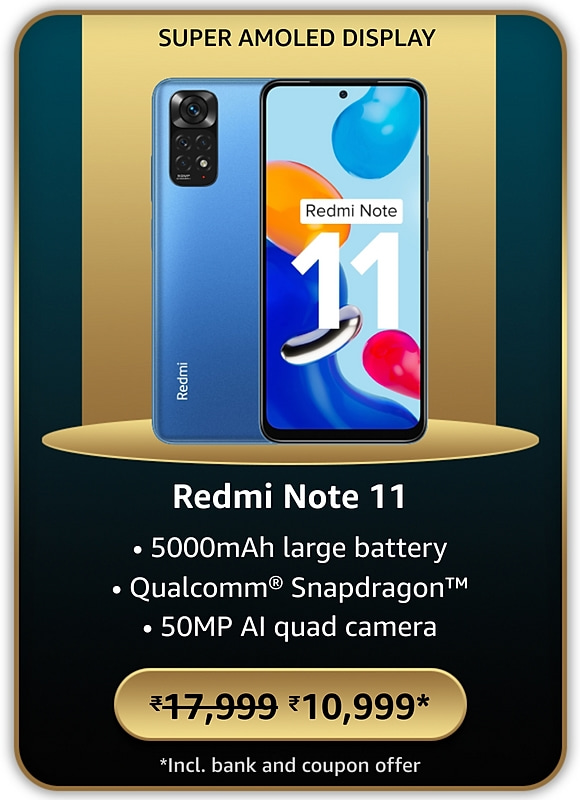 SUPER AMOLED DISPLAY
Redmi Note
11
Redmi
Redmi Note 11
• 5000mAh large battery
• Qualcomm® Snapdragon™
• 50MP AI quad camera
₹17,999 ₹10,999*
*Incl. bank and coupon offer